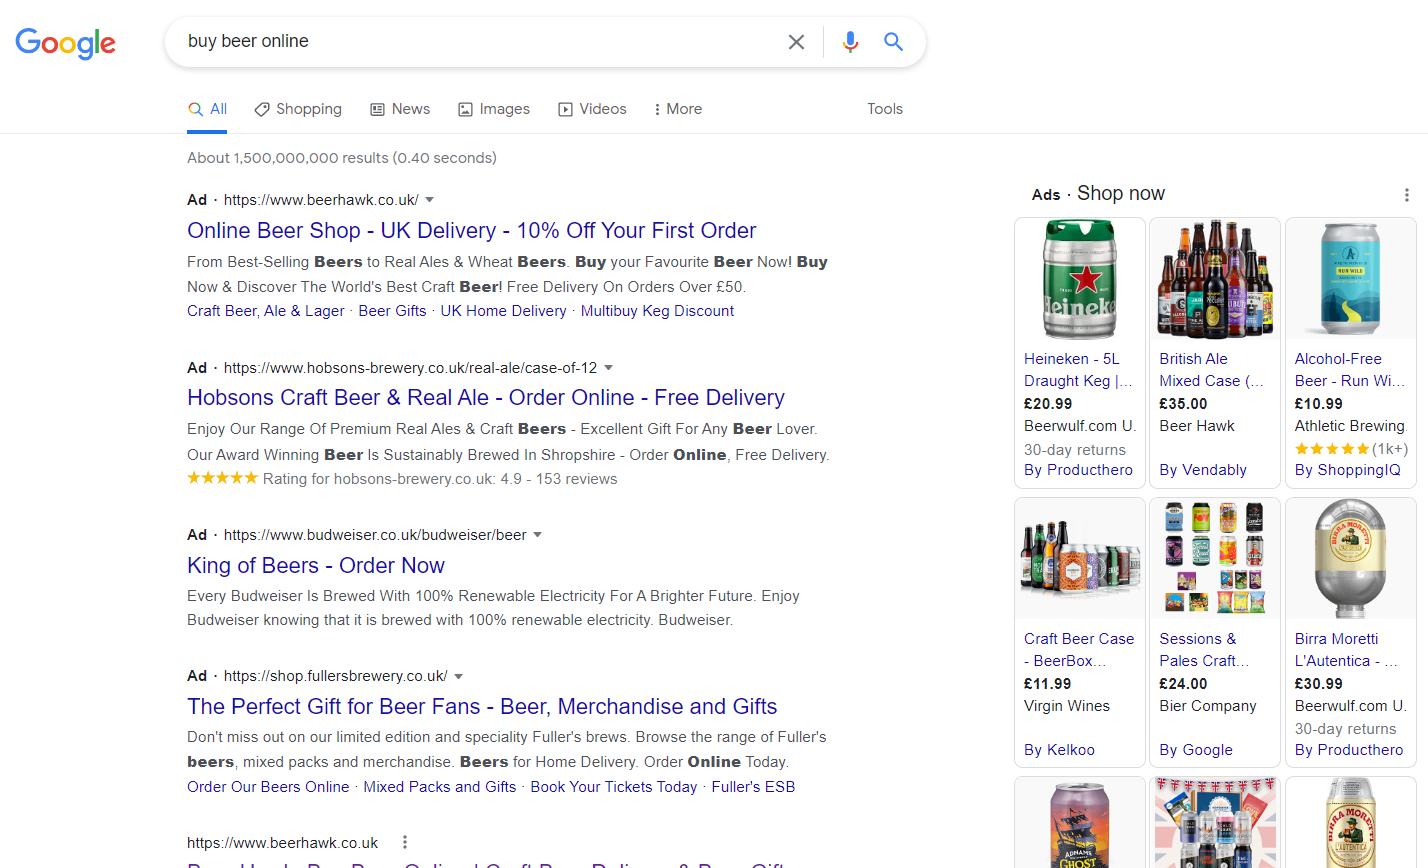 Google
buy beer online
All
Shopping
News
Images
Videos
More
Tools
About 1,500,000,000 results (0.40 seconds)
Ad · https://www.beerhawk.co.uk/
Online Beer Shop - UK Delivery - 10% Off Your First Order
From Best-Selling Beers to Real Ales & Wheat Beers. Buy your Favourite Beer Now! Buy
Now & Discover The World's Best Craft Beer! Free Delivery On Orders Over £50.
Craft Beer, Ale & Lager · Beer Gifts · UK Home Delivery · Multibuy Keg Discount
Ad · https://www.hobsons-brewery.co.uk/real-ale/case-of-12
Hobsons Craft Beer & Real Ale - Order Online - Free Delivery
Enjoy Our Range Of Premium Real Ales & Craft Beers - Excellent Gift For Any Beer Lover.
Our Award Winning Beer Is Sustainably Brewed In Shropshire - Order Online, Free Delivery.
Rating for hobsons-brewery.co.uk: 4.9 - 153 reviews
Ad · https://www.budweiser.co.uk/budweiser/beer
King of Beers - Order Now
Every Budweiser Is Brewed With 100% Renewable Electricity For A Brighter Future. Enjoy
Budweiser knowing that it is brewed with 100% renewable electricity. Budweiser.
Ad · https://shop.fullersbrewery.co.uk/
The Perfect Gift for Beer Fans - Beer, Merchandise and Gifts
Don't miss out on our limited edition and speciality Fuller's brews. Browse the range of Fuller's
beers, mixed packs and merchandise. Beers for Home Delivery. Order Online Today.
Order Our Beers Online · Mixed Packs and Gifts · Book Your Tickets Today · Fuller's ESB
https://www.beerhawk.co.uk
Ads · Shop now
Heineke
Heineken - 5L
Draught Keg |...
£20.99
Beerwulf.com U.
30-day returns
By Producthero
British Ale
Mixed Case (...
£35.00
Beer Hawk
By Vendably
RUN WILD
Alcohol-Free
Beer - Run Wi...
£10.99
Athletic Brewing.
(1k+)
By ShoppingIQ
Craft Beer Case
- BeerBox...
£11.99
Virgin Wines
By Kelkoo
Sessions &
Pales Craft...
£24.00
Bier Company
By Google
BIRRA MORETTI
Birra Moretti
L'Autentica - ...
£30.99
Beerwulf.com U.
30-day returns
By Producthero
ADNAMS
GHOST
BIRRA MORETTI
L'AUTENTICA